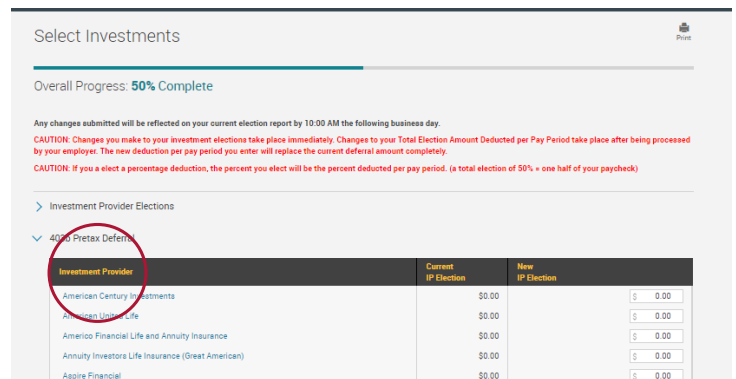 Select Investments
Print
Overall Progress: 50% Complete
Any changes submitted will be reflected on your current election report by 10:00 AM the following business day.
CAUTION: Changes you make to your investment elections take place immediately. Changes to your Total Election Amount Deducted per Pay Period take place after being processed
by your employer. The new deduction per pay period you enter will replace the current deferral amount completely.
CAUTION: If you a elect a percentage deduction, the percent you elect will be the percent deducted per pay period. (a total election of 50% = one half of your paycheck)
Investment Provider Elections
403b Pretax Deferral
Investment Provider Current IP Election New IP Election
American Century Investments $0.00 $ 0.00
American United Life $0.00 $ 0.00
Americo Financial Life and Annuity Insurance $0.00 $ 0.00
Annuity Investors Life Insurance (Great American) $0.00 $ 0.00
Aspire Financial $0.00 $ 0.00